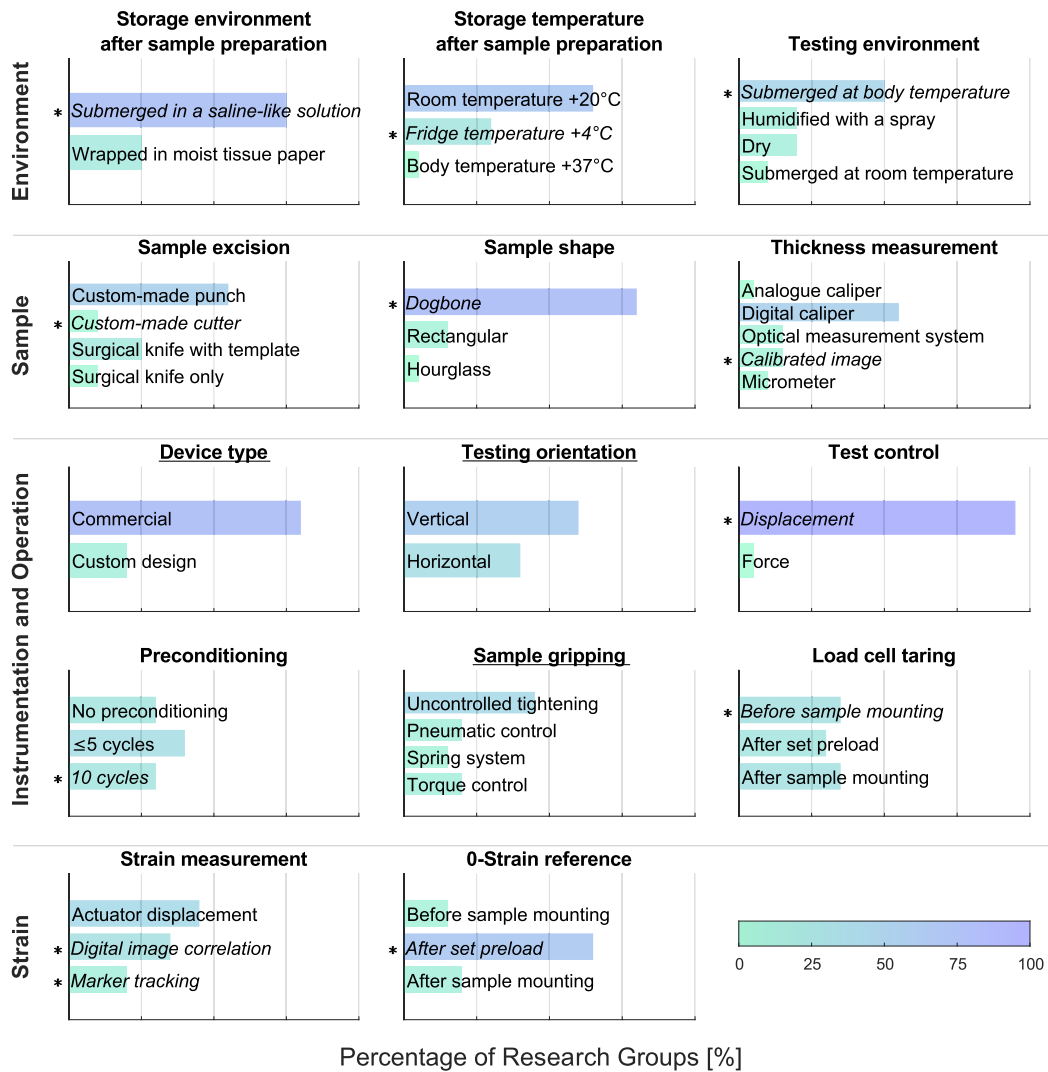 Storage environment
after sample preparation
Storage temperature
after sample preparation
Testing environment
Environment
* Submerged in a saline-like solution
Wrapped in moist tissue paper
Room temperature +20°C
* Fridge temperature +4°C
Body temperature +37°C
* Submerged at body temperature
Humidified with a spray
Dry
Submerged at room temperature
Sample excision
Sample shape
Thickness measurement
Sample
Custom-made punch
* Custom-made cutter
Surgical knife with template
Surgical knife only
* Dogbone
Rectangular
Hourglass
Analogue caliper
Digital caliper
Optical measurement system
* Calibrated image
Micrometer
Device type
Testing orientation
Test control
Instrumentation and Operation
Commercial
Custom design
Vertical
Horizontal
* Displacement
Force
Preconditioning
Sample gripping
Load cell taring
No preconditioning
≤5 cycles
* 10 cycles
Uncontrolled tightening
Pneumatic control
Spring system
Torque control
* Before sample mounting
After set preload
After sample mounting
Strain measurement
0-Strain reference
Strain
Actuator displacement
* Digital image correlation
* Marker tracking
Before sample mounting
* After set preload
After sample mounting
0 25 50 75 100
Percentage of Research Groups [%]